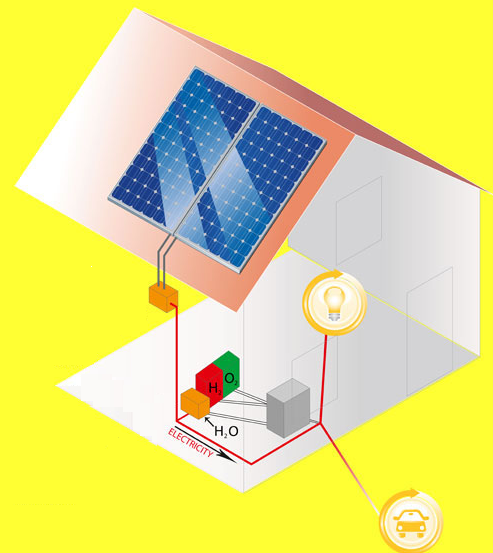 O₂
H₂
H₂O
ELECTRICITY